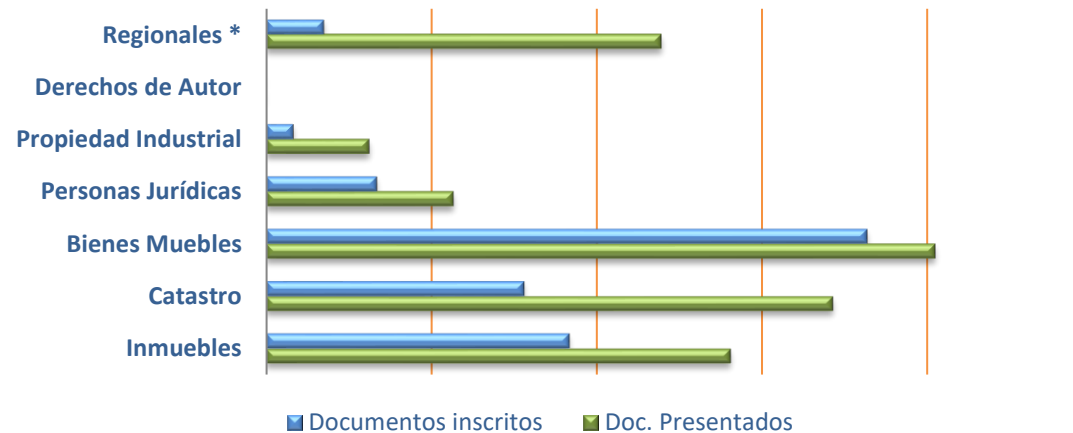 Regionales *
Derechos de Autor
Propiedad Industrial
Personas Jurídicas
Bienes Muebles
Catastro
Inmuebles
Documentos inscritos
Doc. Presentados